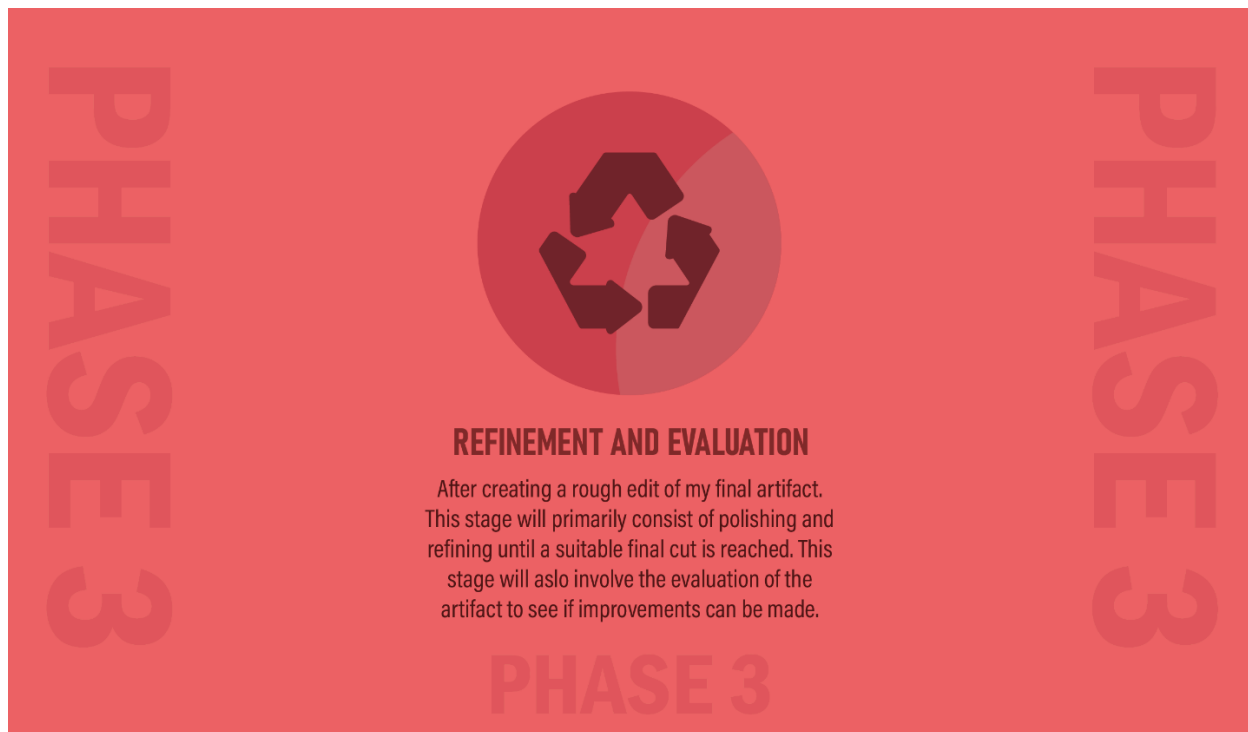 PHASE 3
PHASE 3
REFINEMENT AND EVALUATION
After creating a rough edit of my final artifact.
This stage will primarily consist of polishing and
refining until a suitable final cut is reached. This
stage will aslo involve the evaluation of the
artifact to see if improvements can be made.
PHASE 3